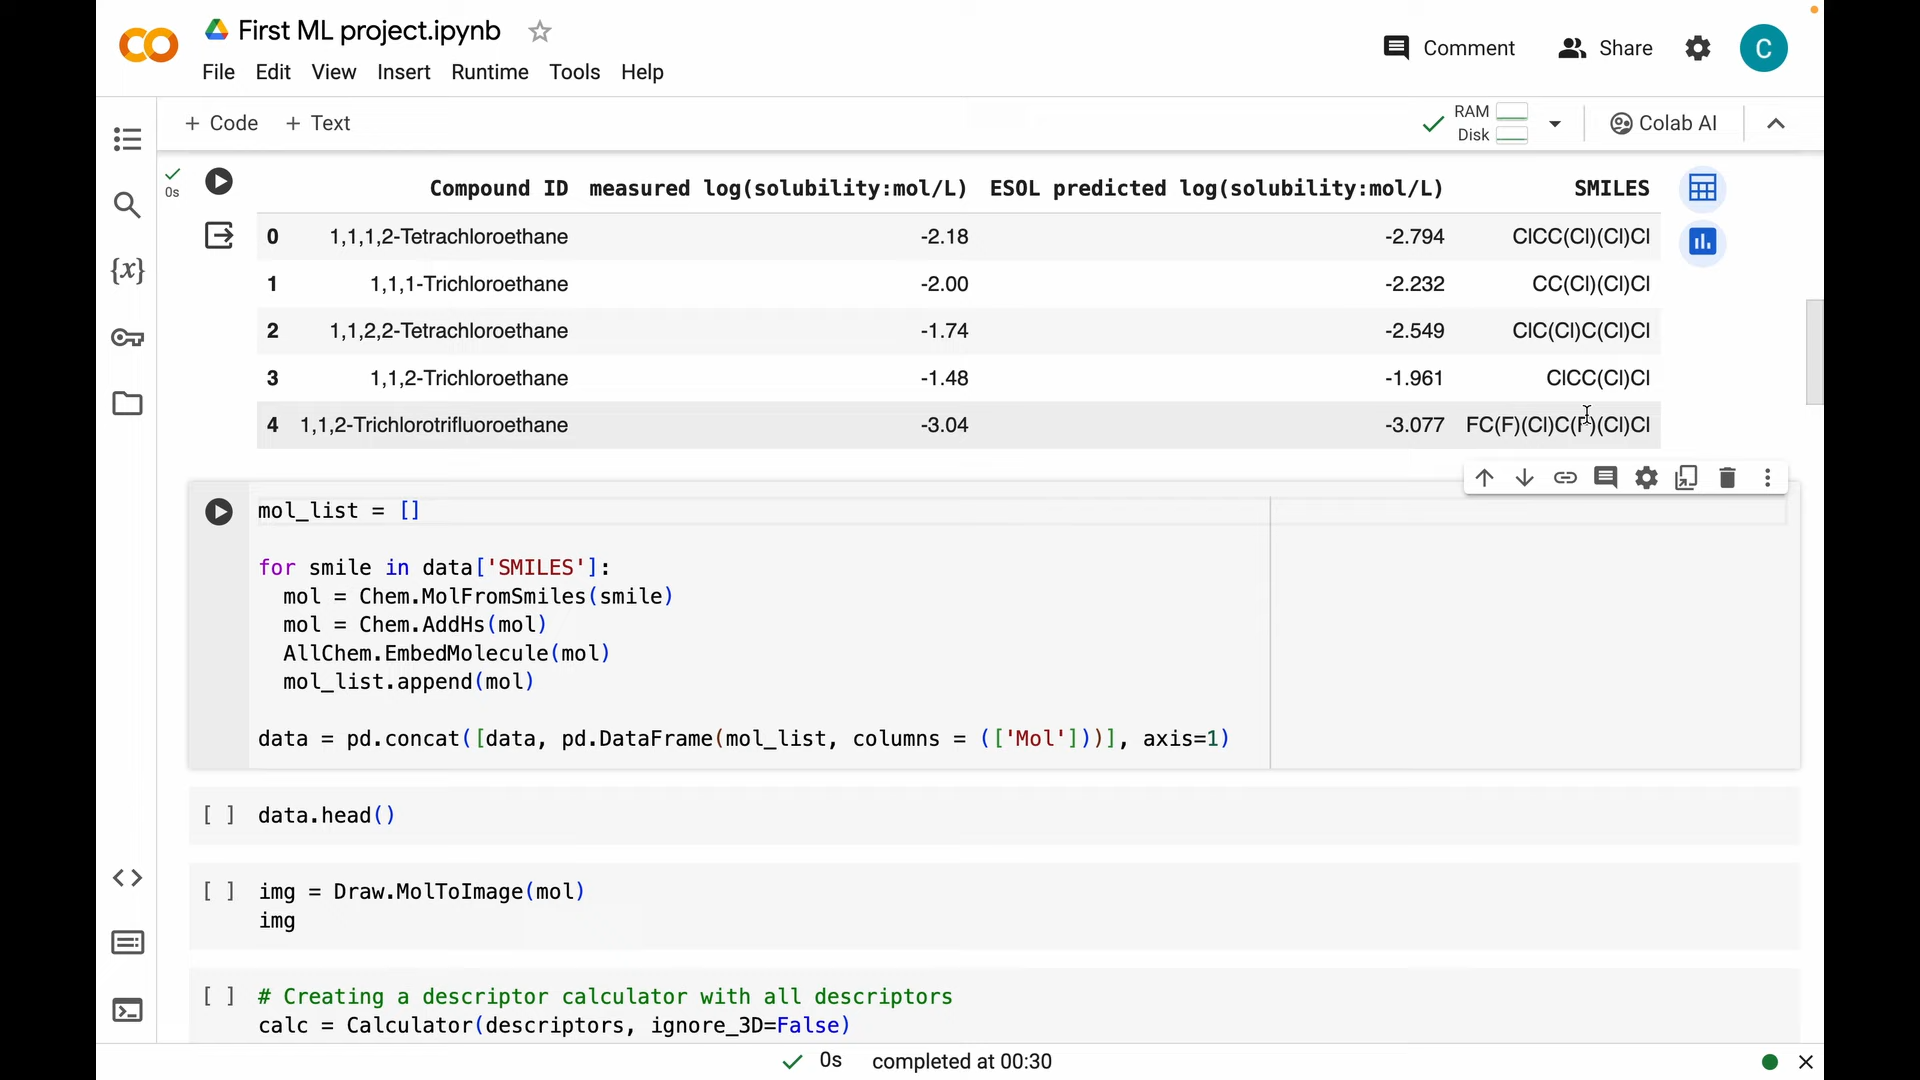 First ML project.ipynb
File Edit View Insert Runtime Tools Help
Comment Share C
+ Code + Text
RAM
Disk
Colab AI
0s
Compound ID measured log(solubility:mol/L) ESOL predicted log(solubility:mol/L) SMILES
0 1,1,1,2-Tetrachloroethane -2.18 -2.794 ClCC(Cl)(Cl)Cl
1 1,1,1-Trichloroethane -2.00 -2.232 CC(Cl)(Cl)Cl
2 1,1,2,2-Tetrachloroethane -1.74 -2.549 ClC(Cl)C(Cl)Cl
3 1,1,2-Trichloroethane -1.48 -1.961 ClCC(Cl)Cl
4 1,1,2-Trichlorotrifluoroethane -3.04 -3.077 FC(F)(Cl)C(F)(Cl)Cl
mol_list = []
for smile in data['SMILES']:
mol = Chem.MolFromSmiles(smile)
mol = Chem.AddHs(mol)
AllChem.EmbedMolecule(mol)
mol_list.append(mol)
data = pd.concat([data, pd.DataFrame(mol_list, columns = (['Mol']))], axis=1)
[ ] data.head()
[ ] img = Draw.MolToImage(mol)
img
[ ] # Creating a descriptor calculator with all descriptors
calc = Calculator(descriptors, ignore_3D=False)
0s completed at 00:30